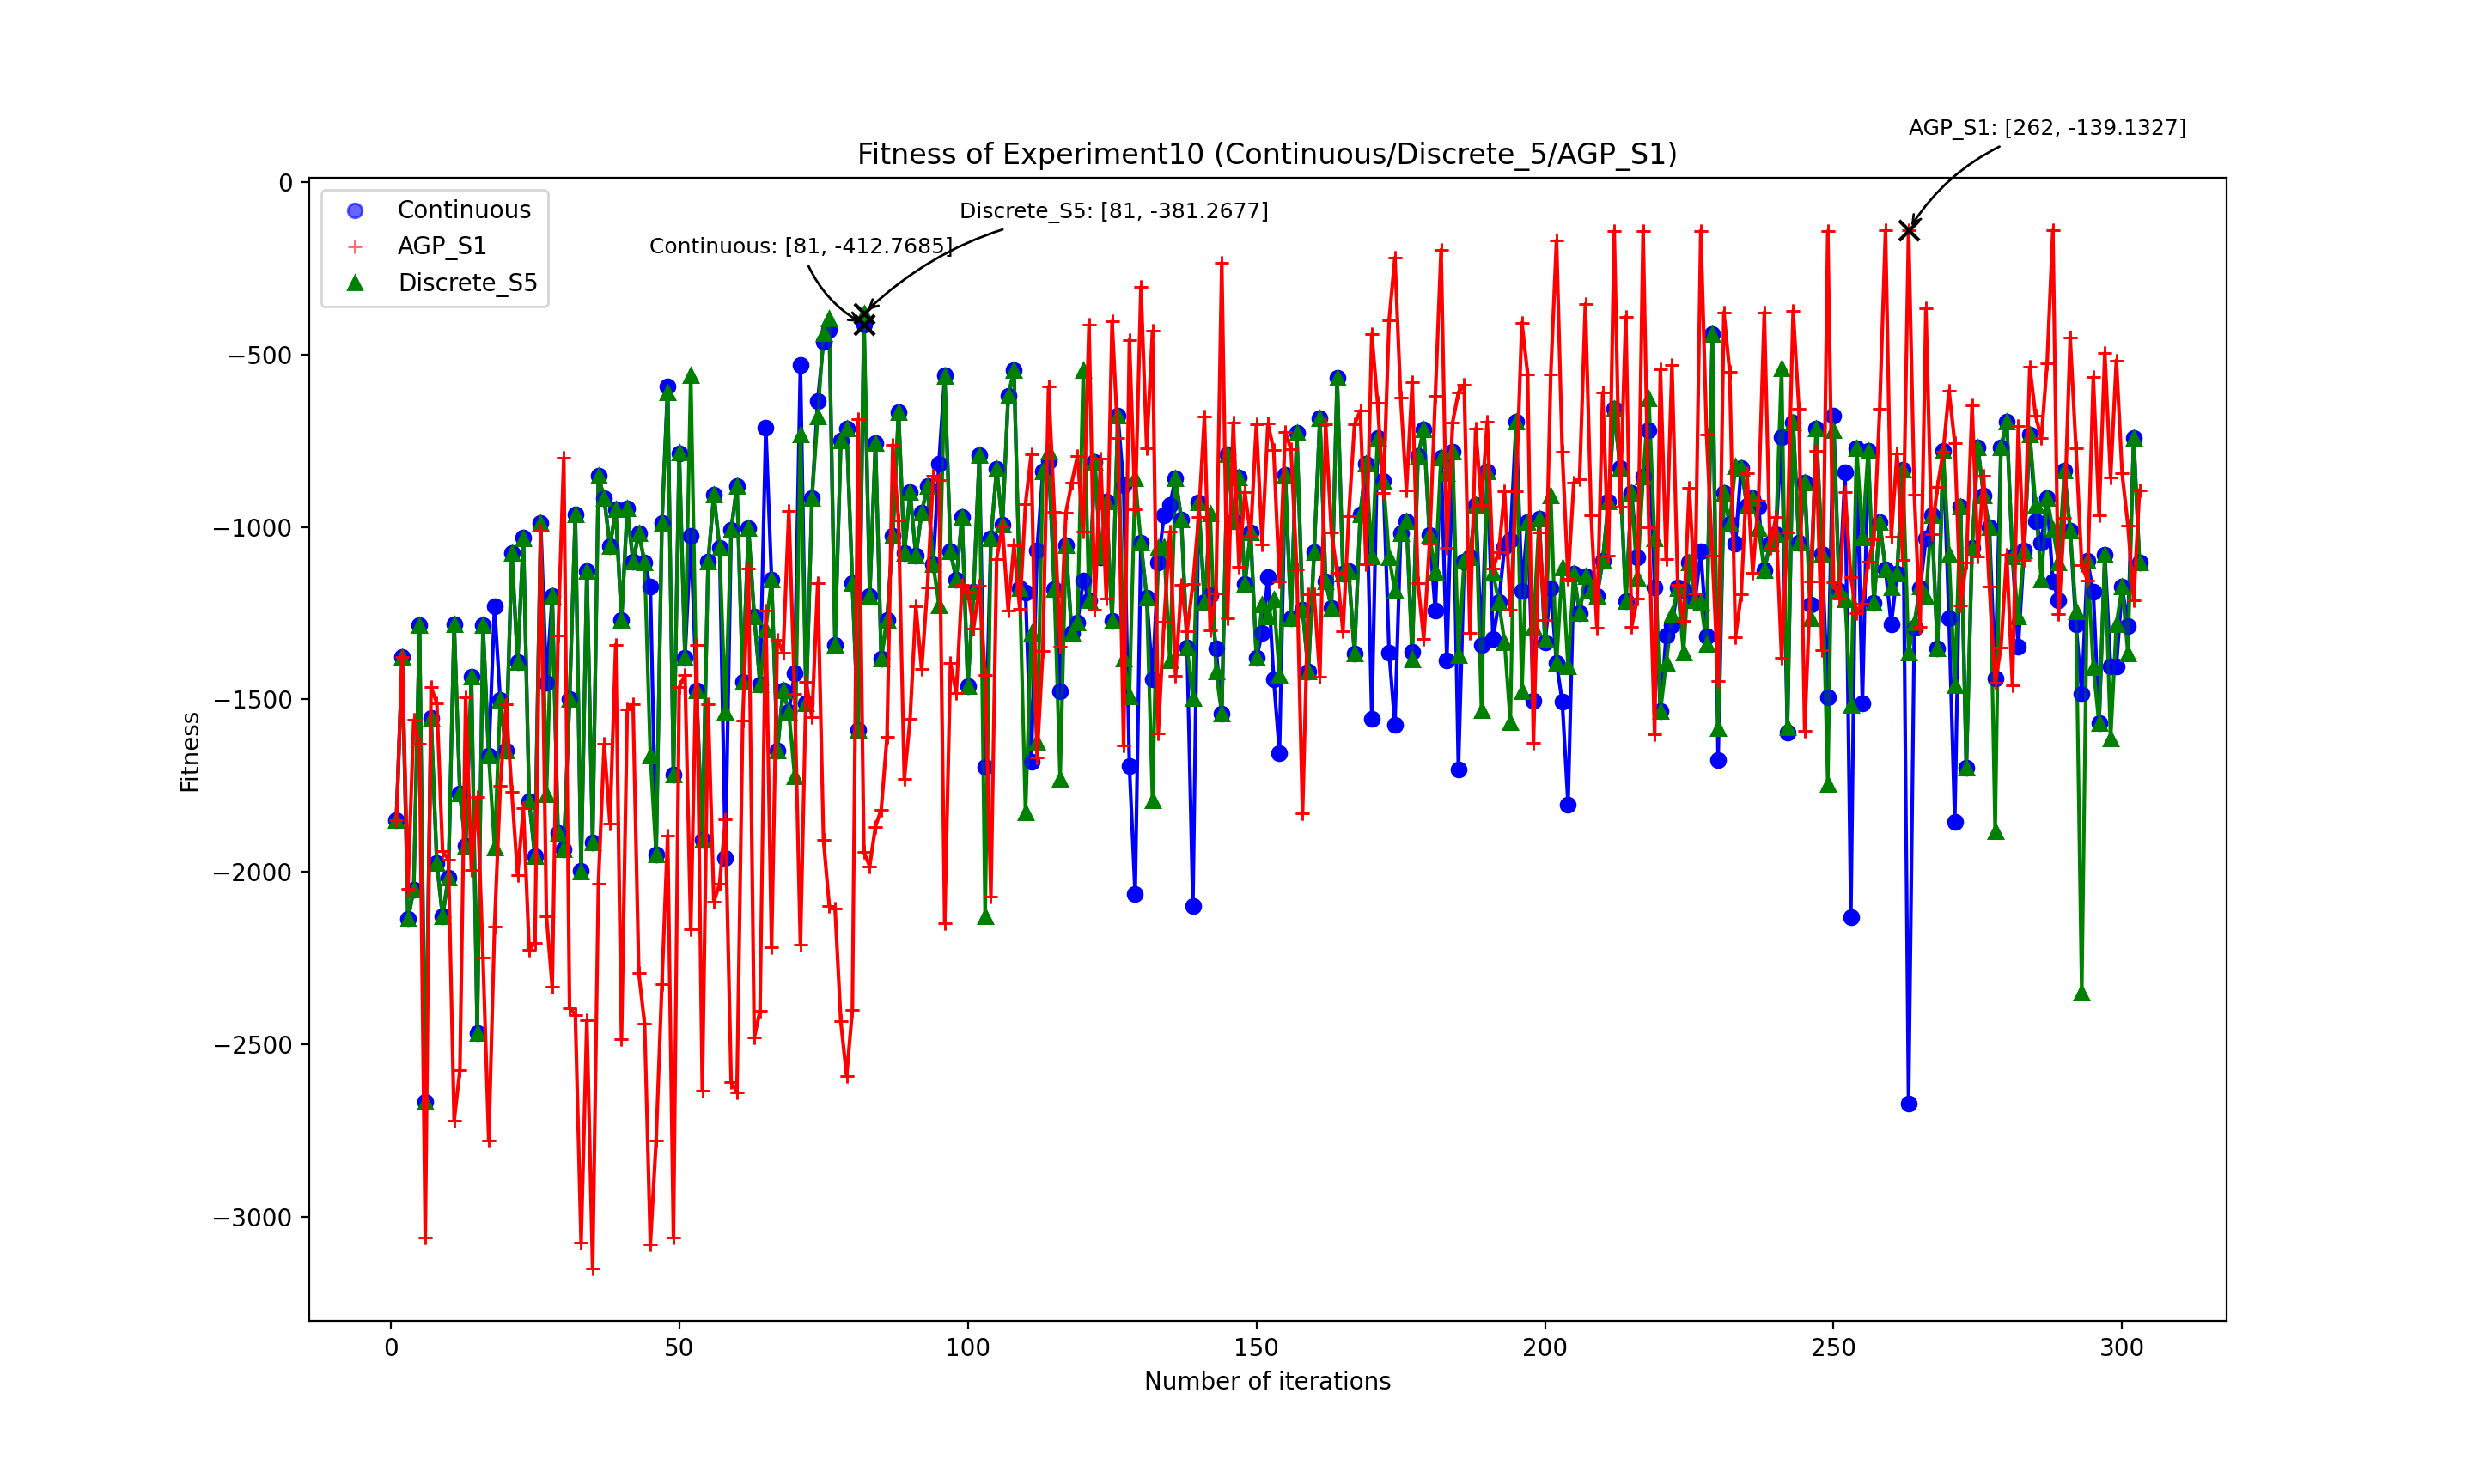 AGP_S1: [262, -139.1327]
Fitness of Experiment10 (Continuous/Discrete_5/AGP_S1)
0
Continuous
AGP_S1
Discrete_S5
Discrete_S5: [81, -381.2677]
Continuous: [81, -412.7685]
−500
−1000
−1500
−2000
−2500
−3000
Fitness
0 50 100 150 200 250 300
Number of iterations